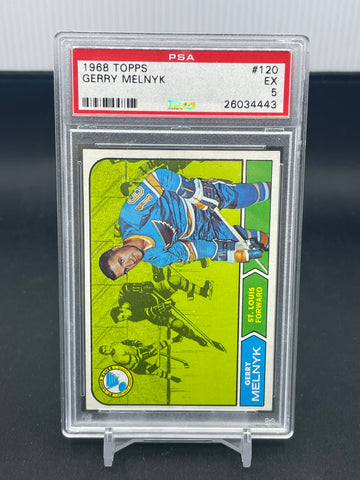 PSA
1968 TOPPS #120
GERRY MELNYK EX
5
26034443
ST. LOUIS
FORWARD
GERRY
MELNYK